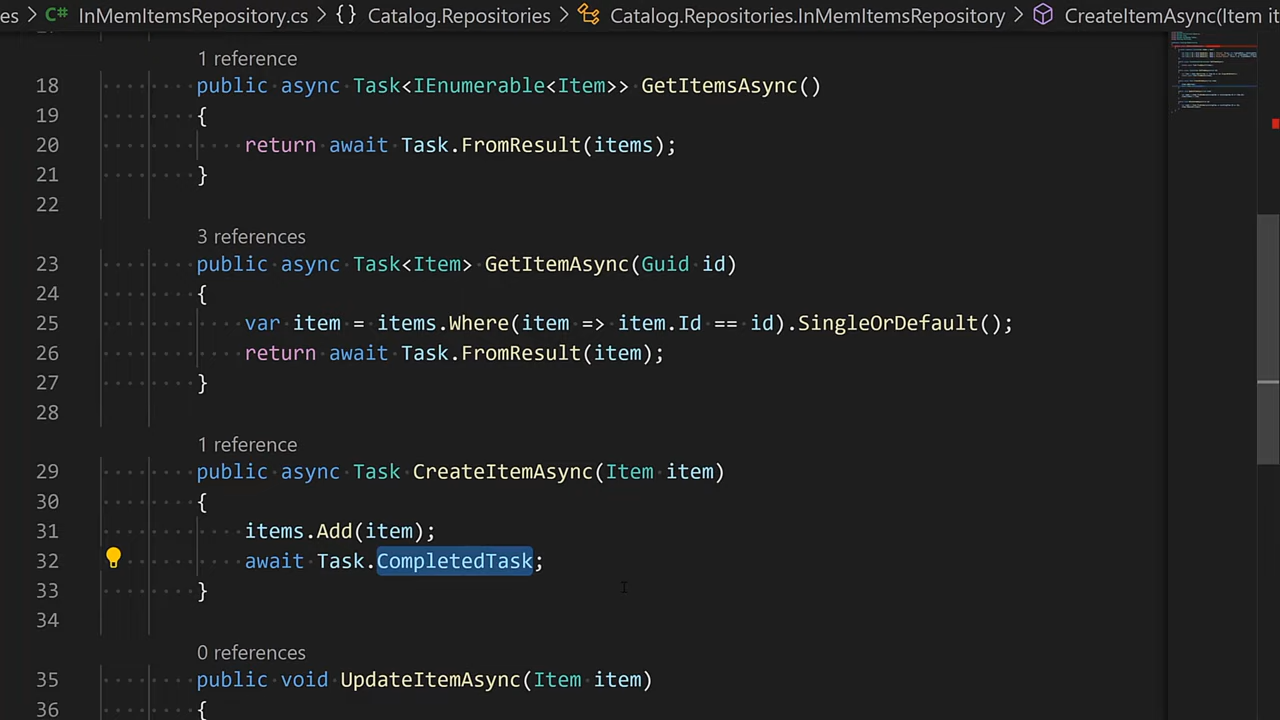 es > C# InMemItemsRepository.cs > {} Catalog.Repositories > Catalog.Repositories.InMemItemsRepository > CreateItemAsync(Item it
1 reference
18 public async Task<IEnumerable<Item>> GetItemsAsync()
19 {
20 return await Task.FromResult(items);
21 }
22
3 references
23 public async Task<Item> GetItemAsync(Guid id)
24 {
25 var item = items.Where(item => item.Id == id).SingleOrDefault();
26 return await Task.FromResult(item);
27 }
28
1 reference
29 public async Task CreateItemAsync(Item item)
30 {
31 items.Add(item);
32 await Task.CompletedTask;
33 }
34
0 references
35 public void UpdateItemAsync(Item item)
36 {